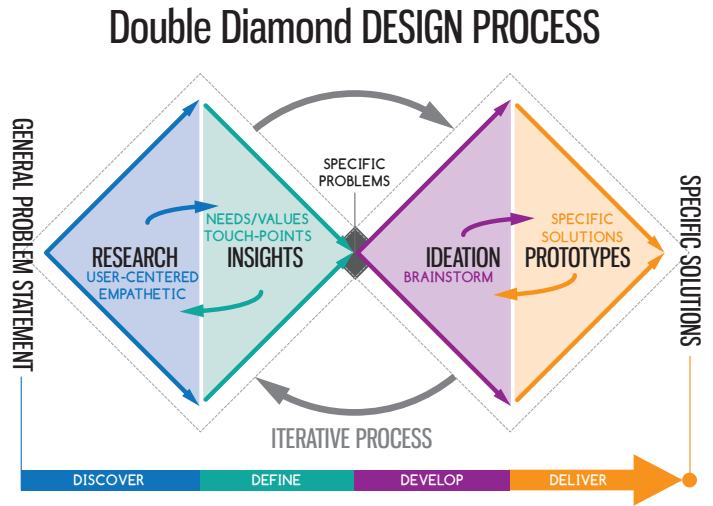 Double Diamond DESIGN PROCESS
GENERAL PROBLEM STATEMENT
SPECIFIC
PROBLEMS
NEEDS/VALUES
TOUCH-POINTS
RESEARCH
INSIGHTS
USER-CENTERED
EMPATHETIC
SPECIFIC
SOLUTIONS
IDEATION
PROTOTYPES
BRAINSTORM
SPECIFIC SOLUTIONS
ITERATIVE PROCESS
DISCOVER
DEFINE
DEVELOP
DELIVER